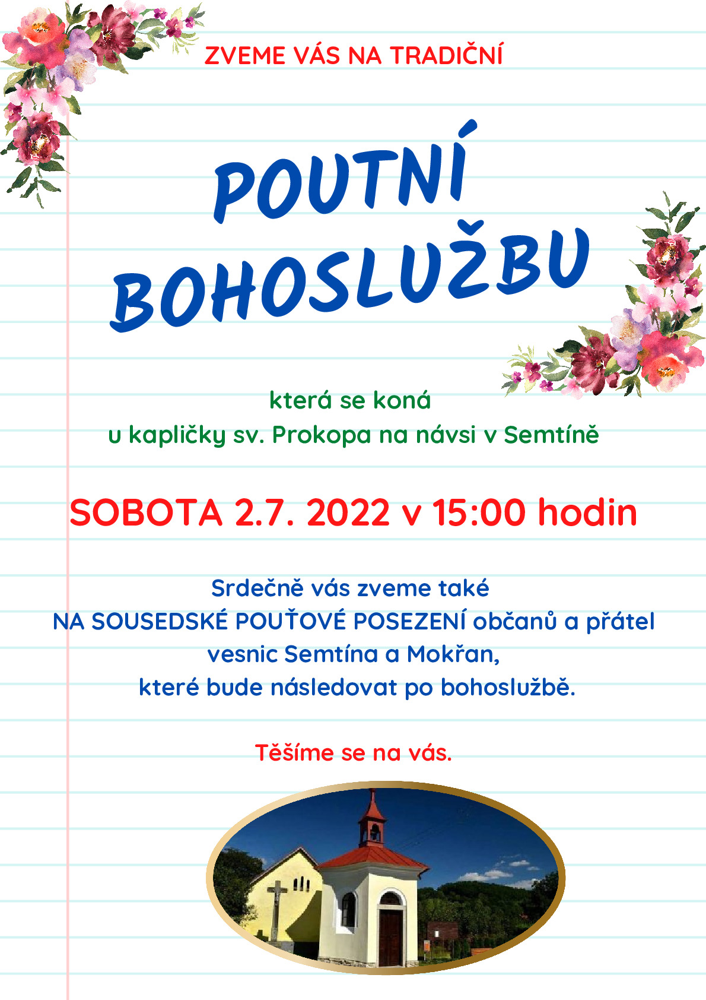 ZVEME VÁS NA TRADIČNÍ
POUTNÍ
BOHOSLUŽBU
která se koná
u kapličky sv. Prokopa na návsi v Semtíně
SOBOTA 2.7. 2022 v 15:00 hodin
Srdečně vás zveme také
NA SOUSEDSKÉ POUŤOVÉ POSEZENÍ občanů a přátel
vesnic Semtína a Mokřan,
které bude následovat po bohoslužbě.
Těšíme se na vás.